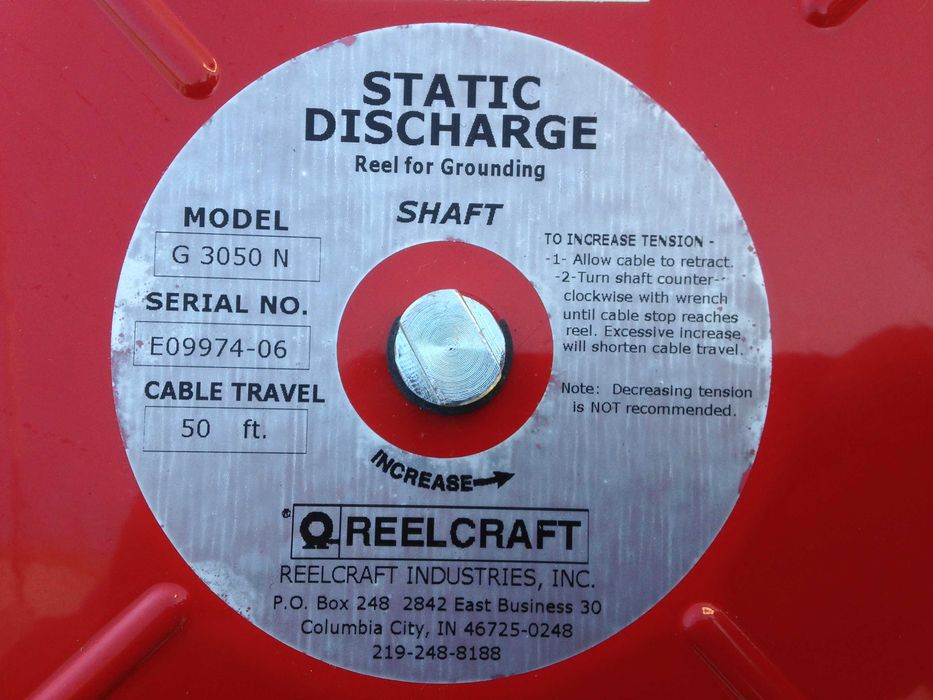 STATIC
DISCHARGE
Reel for Grounding
SHAFT
MODEL
G 3050 N
SERIAL NO.
E09974-06
CABLE TRAVEL
50 ft.
TO INCREASE TENSION -
-1- Allow cable to retract.
-2-Turn shaft counter-
clockwise with wrench
until cable stop reaches
reel. Excessive increase
will shorten cable travel.
Note: Decreasing tension
is NOT recommended.
INCREASE
® REELCRAFT
REELCRAFT INDUSTRIES, INC.
P.O. Box 248 2842 East Business 30
Columbia City, IN 46725-0248
219-248-8188